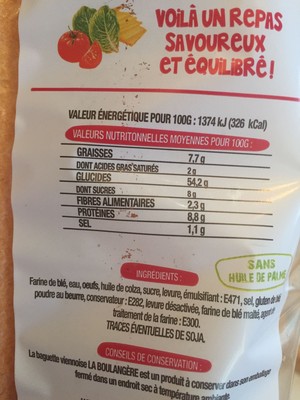 VOILÀ UN REPAS
SAVOUREUX
ET ÉQUILIBRÉ!
VALEUR ÉNERGÉTIQUE POUR 100G : 1374 kJ (326 kCal)
VALEURS NUTRITONNELLES MOYENNES POUR 100G :
GRAISSES 7,7 g
DONT ACIDES GRAS SATURÉS 2 g
GLUCIDES 54,2 g
DONT SUCRES 8 g
FIBRES ALIMENTAIRES 2,3 g
PROTEINES 8,8 g
SEL 1,1 g
SANS
HUILE DE PALME
INGRÉDIENTS :
Farine de blé, eau, oeufs, huile de colza, sucre, levure, émulsifiant : E471, sel, gluten de blé
poudre au beurre, conservateur : E282, levure désactivée, farine de blé malté, agent de
traitement de la farine : E300.
TRACES ÉVENTUELLES DE SOJA.
CONSEILS DE CONSERVATION :
La baguette viennoise LA BOULANGÈRE est un produit à conserver dans son emballage
fermé dans un endroit sec à température ambiante